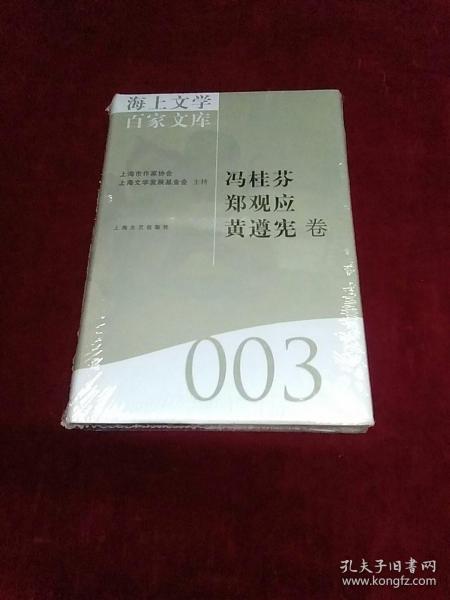 海上文学
百家文库
上海市作家协会
上海文学发展基金会 主持
上海文艺出版社
冯桂芬
郑观应
黄遵宪 卷
003
孔夫子旧书网
www.kongfz.com